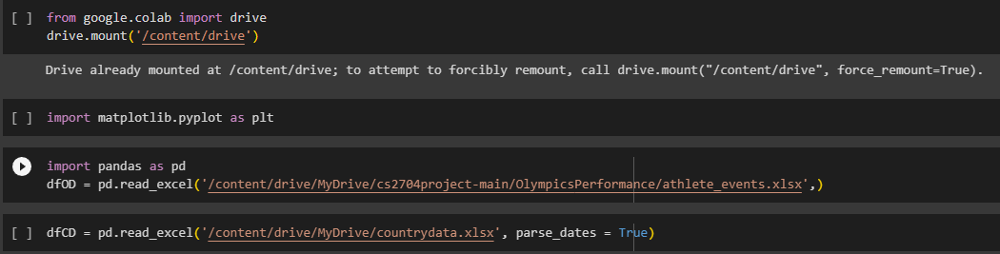 [ ] from google.colab import drive
drive.mount('/content/drive')
Drive already mounted at /content/drive; to attempt to forcibly remount, call drive.mount("/content/drive", force_remount=True).
[ ] import matplotlib.pyplot as plt
import pandas as pd
dfOD = pd.read_excel('/content/drive/MyDrive/cs2704project-main/OlympicsPerformance/athlete_events.xlsx',)
[ ] dfCD = pd.read_excel('/content/drive/MyDrive/countrydata.xlsx', parse_dates = True)